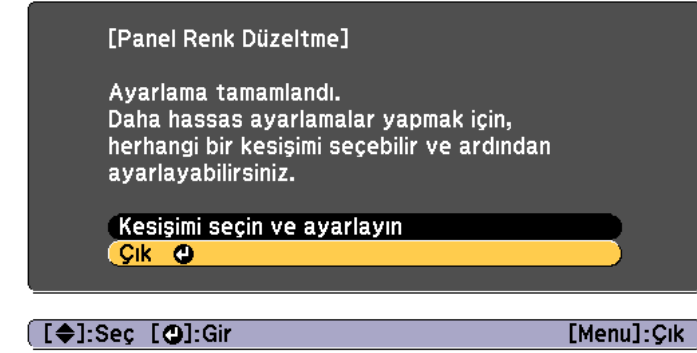 [Panel Renk Düzeltme]
Ayarlama tamamlandı.
Daha hassas ayarlamalar yapmak için,
herhangi bir kesişimi seçebilir ve ardından
ayarlayabilirsiniz.
Kesişimi seçin ve ayarlayın
Çık
[◆]:Seç [⏎]:Gir [Menu]:Çık